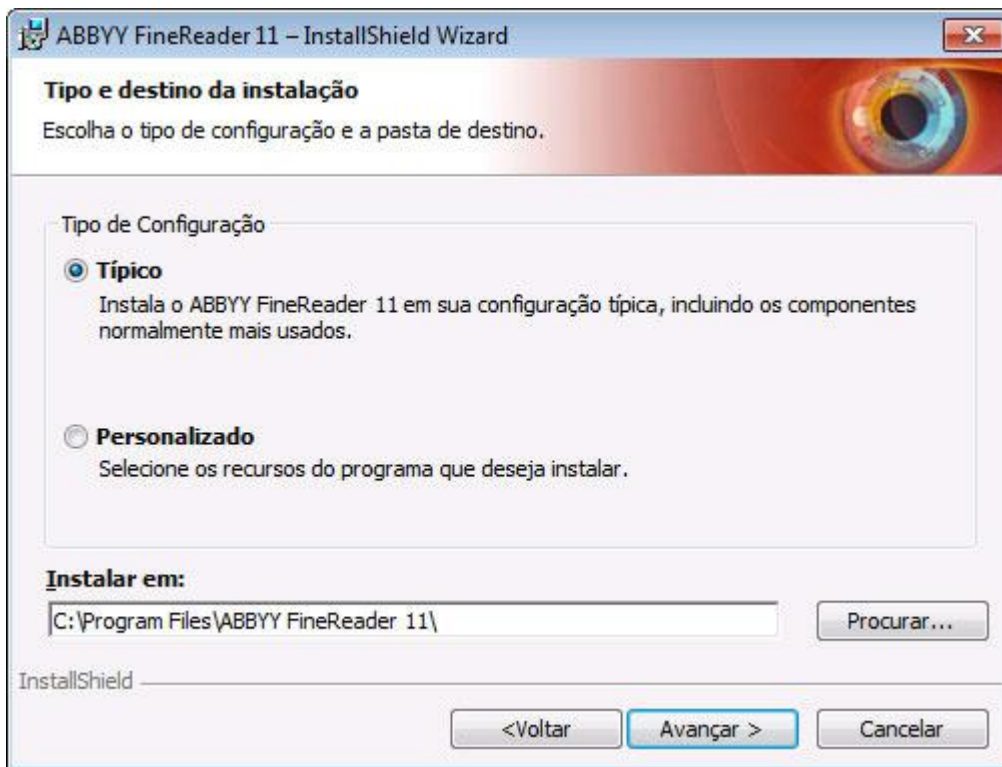 ABBYY FineReader 11 – InstallShield Wizard
Tipo e destino da instalação
Escolha o tipo de configuração e a pasta de destino.
Tipo de Configuração
Típico
Instala o ABBYY FineReader 11 em sua configuração típica, incluindo os componentes
normalmente mais usados.
Personalizado
Selecione os recursos do programa que deseja instalar.
Instalar em:
C:\Program Files\ABBYY FineReader 11\
Procurar...
InstallShield
<Voltar
Avançar >
Cancelar